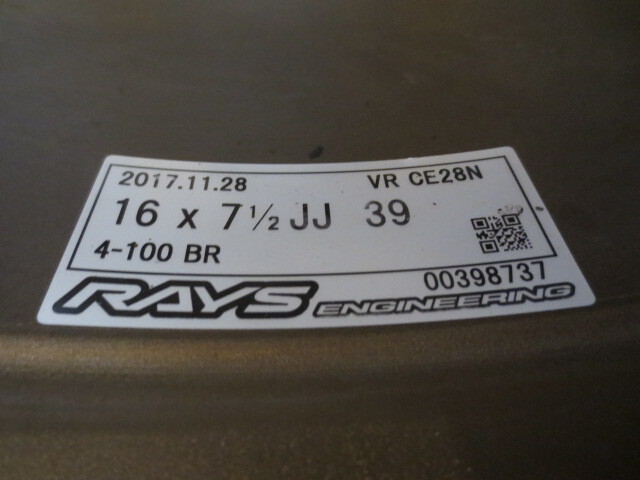 2017.11.28 VR CE28N
16 x 7½ JJ 39
4-100 BR
00398737
RAYS ENGINEERING